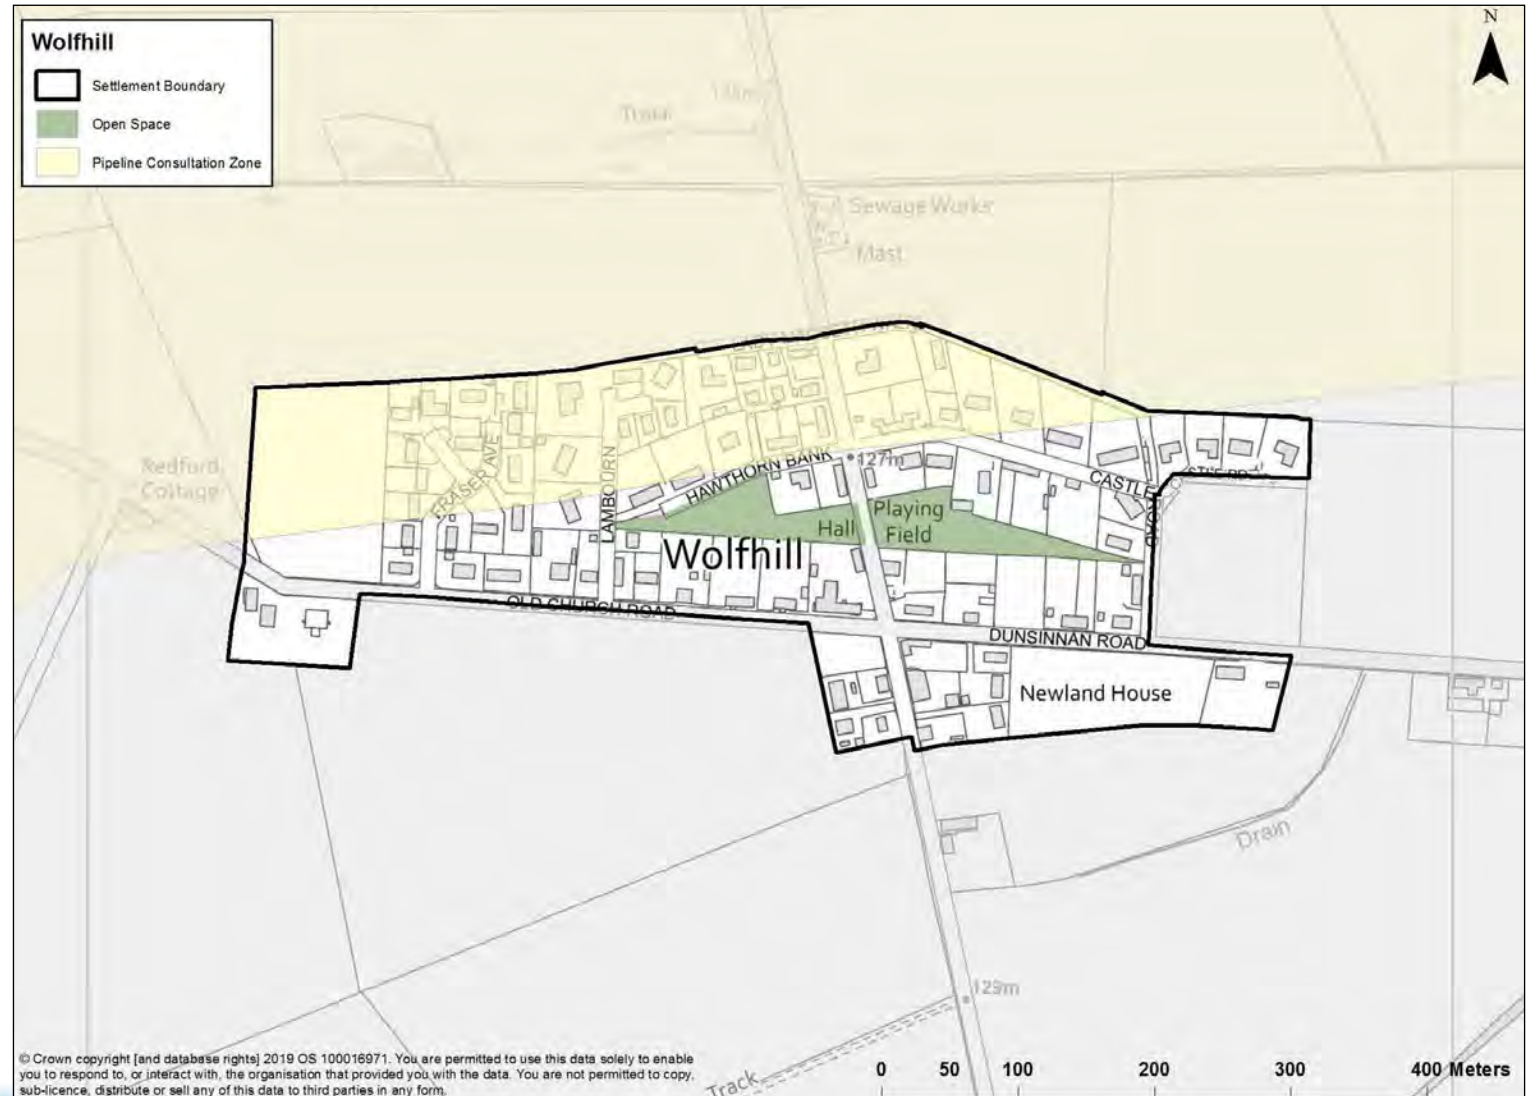 Wolfhill
Settlement Boundary
Open Space
Pipeline Consultation Zone
N
Track
Sewage Works
Mast
Redford
Cottage
FRASER AVE
LAMBOURN
HAWTHORN BANK
127m
CASTLE
ROAD
Playing
Field
Hall
Wolfhill
OLD CHURCH ROAD
DUNSINNAN ROAD
Newland House
Drain
129m
Track
0 50 100 200 300 400 Meters
© Crown copyright [and database rights] 2019 OS 100016971. You are permitted to use this data solely to enable
you to respond to, or interact with, the organisation that provided you with the data. You are not permitted to copy,
sub-licence, distribute or sell any of this data to third parties in any form.